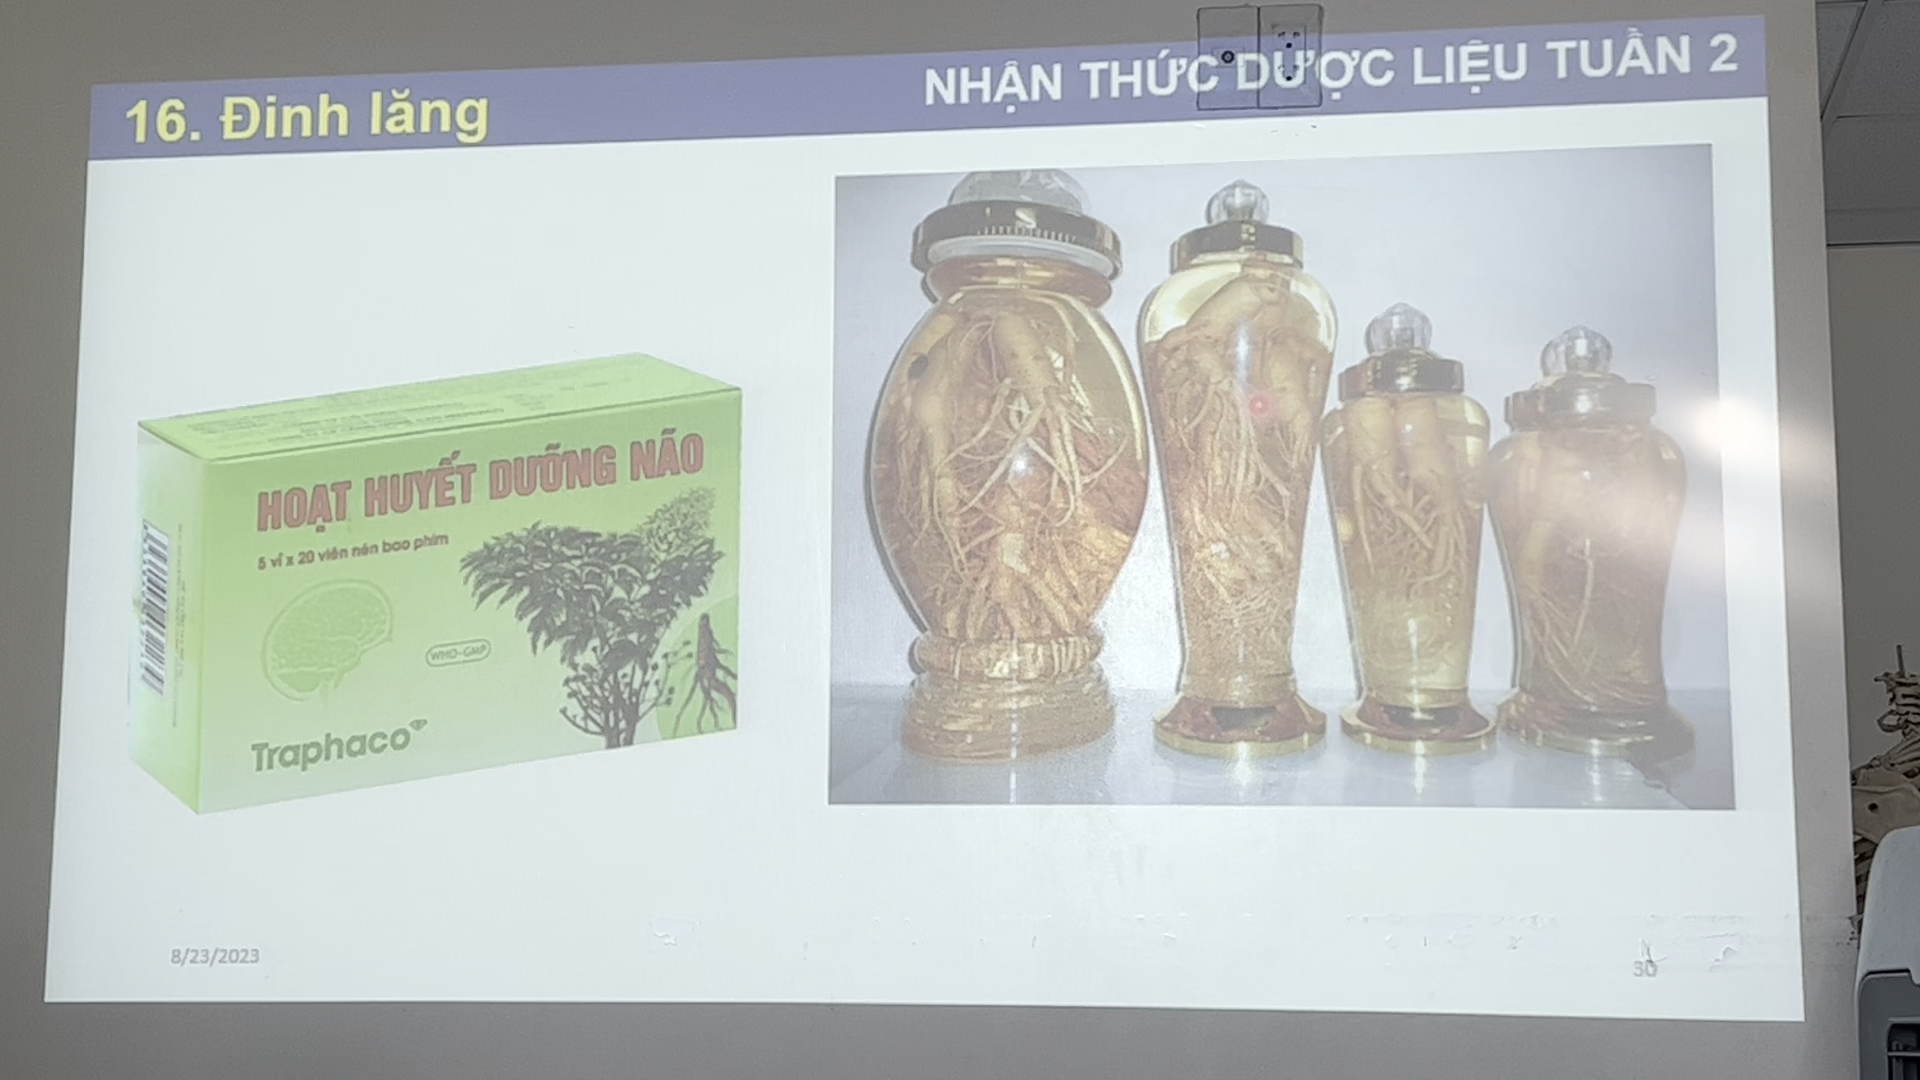 NHẬN THỨC DƯỢC LIỆU TUẦN 2
16. Đinh lăng
HOẠT HUYẾT DƯỠNG NÃO
5 vỉ x 20 viên nén bao phim
WHO-GMP
Traphaco
8/23/2023
30